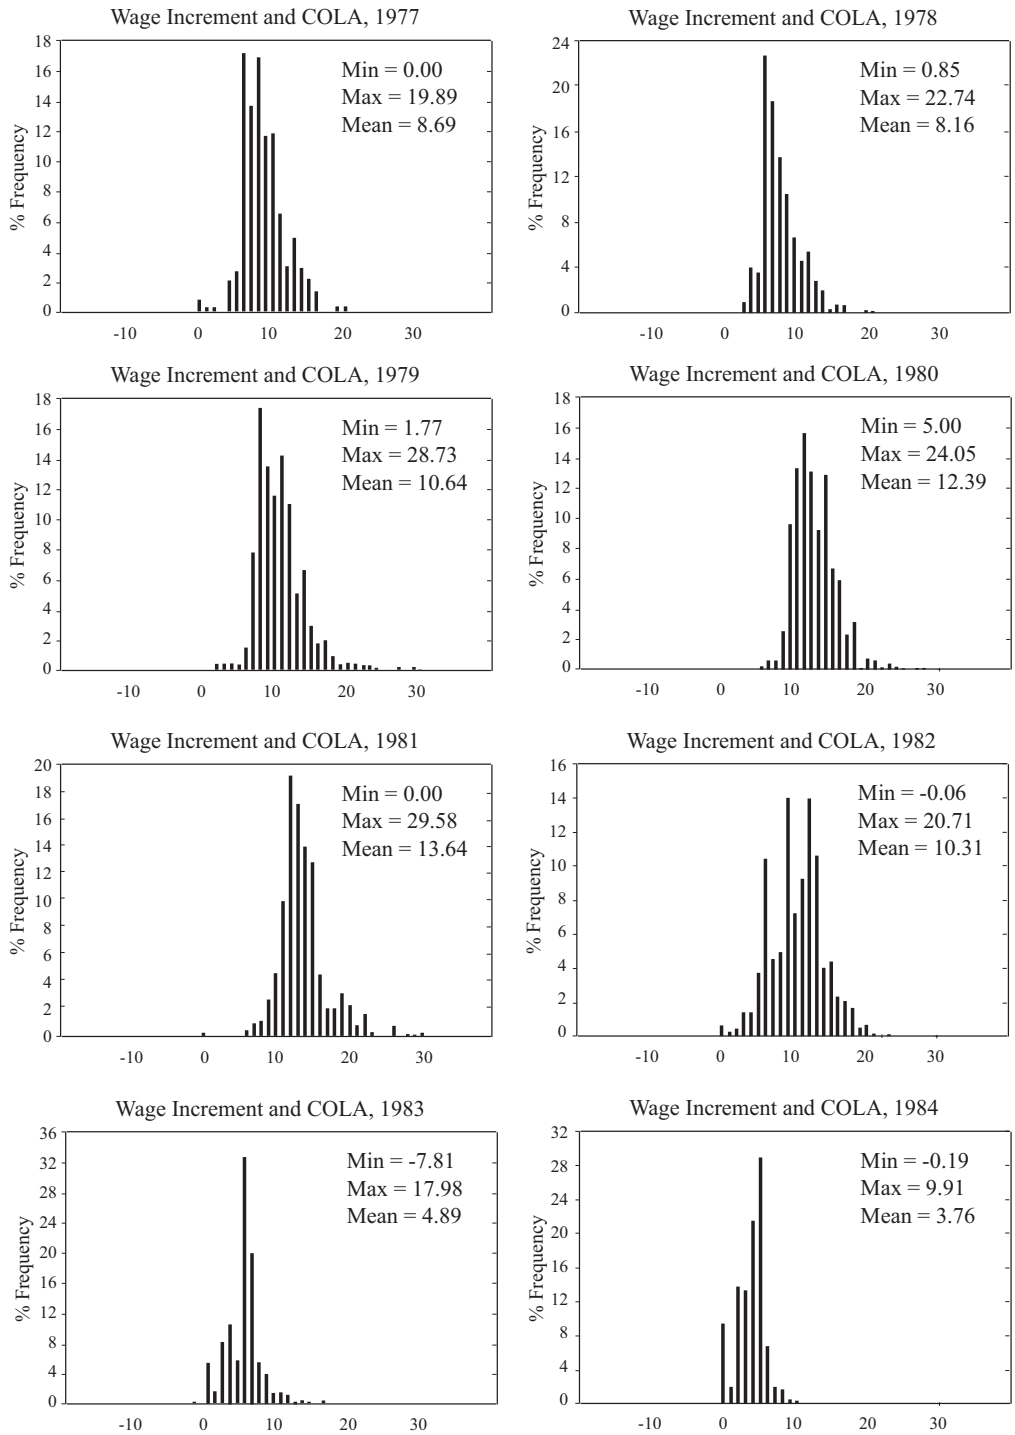 Wage Increment and COLA, 1977
18
16
14
12
10
8
6
4
2
0
% Frequency
Min = 0.00
Max = 19.89
Mean = 8.69
-10 0 10 20 30
Wage Increment and COLA, 1978
24
20
16
12
8
4
0
% Frequency
Min = 0.85
Max = 22.74
Mean = 8.16
-10 0 10 20 30
Wage Increment and COLA, 1979
18
16
14
12
10
8
6
4
2
0
% Frequency
Min = 1.77
Max = 28.73
Mean = 10.64
-10 0 10 20 30
Wage Increment and COLA, 1980
18
16
14
12
10
8
6
4
2
0
% Frequency
Min = 5.00
Max = 24.05
Mean = 12.39
-10 0 10 20 30
Wage Increment and COLA, 1981
20
18
16
14
12
10
8
6
4
2
0
% Frequency
Min = 0.00
Max = 29.58
Mean = 13.64
-10 0 10 20 30
Wage Increment and COLA, 1982
16
14
12
10
8
6
4
2
0
% Frequency
Min = -0.06
Max = 20.71
Mean = 10.31
-10 0 10 20 30
Wage Increment and COLA, 1983
36
32
28
24
20
16
12
8
4
0
% Frequency
Min = -7.81
Max = 17.98
Mean = 4.89
-10 0 10 20 30
Wage Increment and COLA, 1984
32
28
24
20
16
12
8
4
0
% Frequency
Min = -0.19
Max = 9.91
Mean = 3.76
-10 0 10 20 30